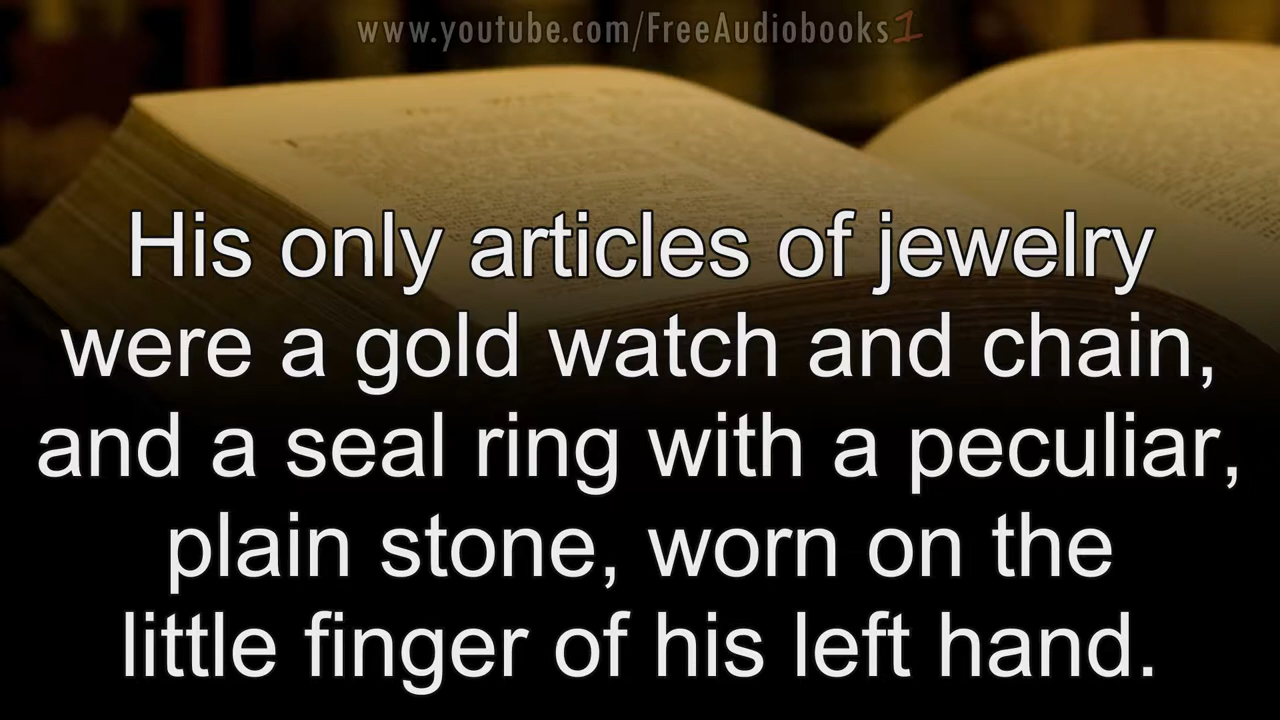 www.youtube.com/FreeAudiobooks1
His only articles of jewelry
were a gold watch and chain,
and a seal ring with a peculiar,
plain stone, worn on the
little finger of his left hand.